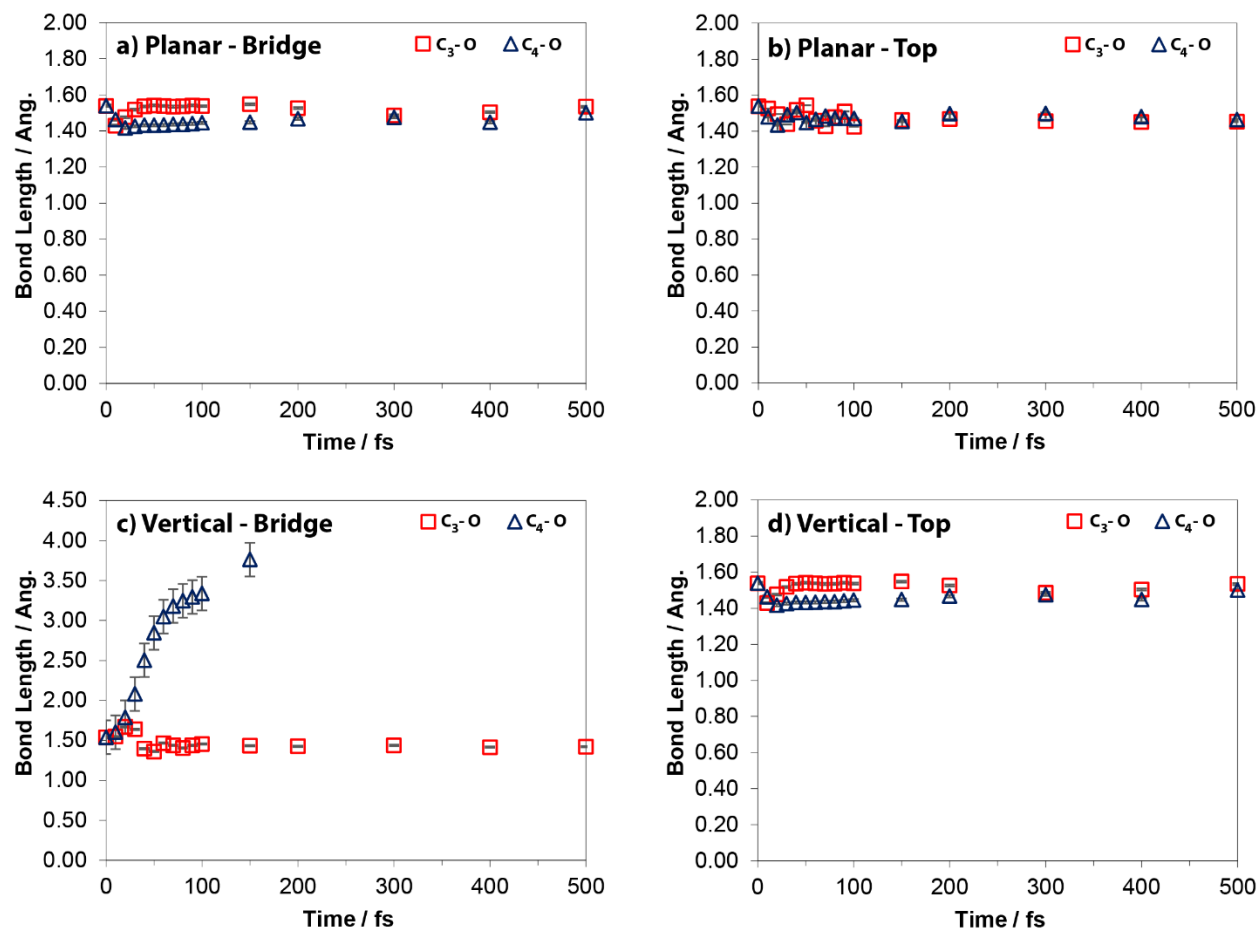 a) Planar - Bridge
C₃- O
C₄- O
2.00
1.80
1.60
1.40
1.20
1.00
0.80
0.60
0.40
0.20
0.00
Bond Length / Ang.
0 100 200 300 400 500
Time / fs
b) Planar - Top
C₃- O
C₄- O
2.00
1.80
1.60
1.40
1.20
1.00
0.80
0.60
0.40
0.20
0.00
Bond Length / Ang.
0 100 200 300 400 500
Time / fs
c) Vertical - Bridge
C₃- O
C₄- O
4.50
4.00
3.50
3.00
2.50
2.00
1.50
1.00
0.50
0.00
Bond Length / Ang.
0 100 200 300 400 500
Time / fs
d) Vertical - Top
C₃- O
C₄- O
2.00
1.80
1.60
1.40
1.20
1.00
0.80
0.60
0.40
0.20
0.00
Bond Length / Ang.
0 100 200 300 400 500
Time / fs